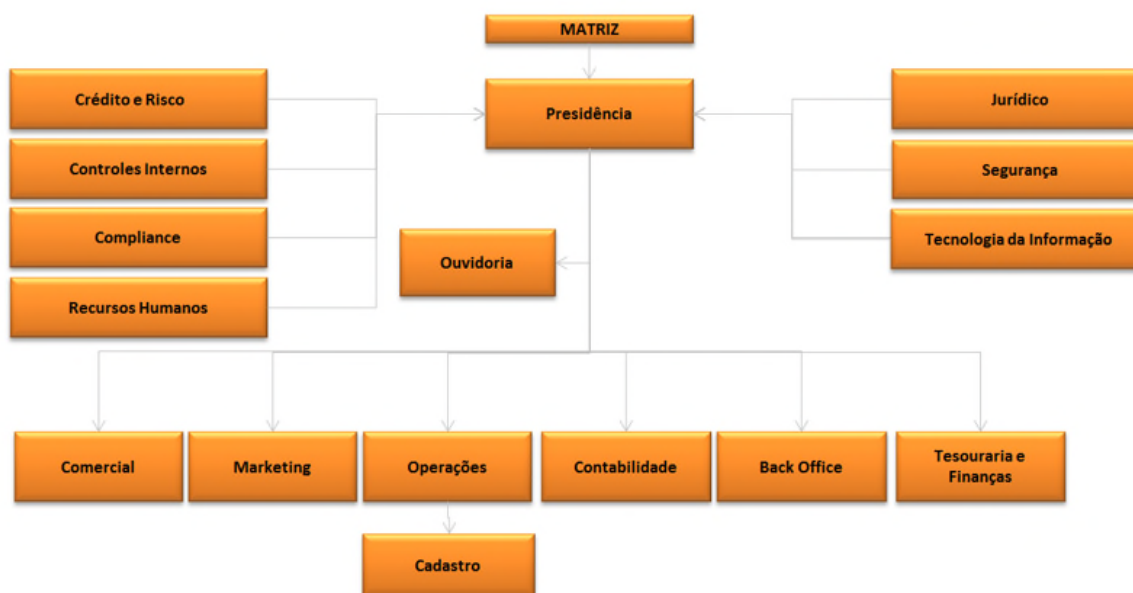 MATRIZ
Crédito e Risco
Presidência
Jurídico
Controles Internos
Segurança
Compliance
Ouvidoria
Tecnologia da Informação
Recursos Humanos
Comercial
Marketing
Operações
Contabilidade
Back Office
Tesouraria e
Finanças
Cadastro